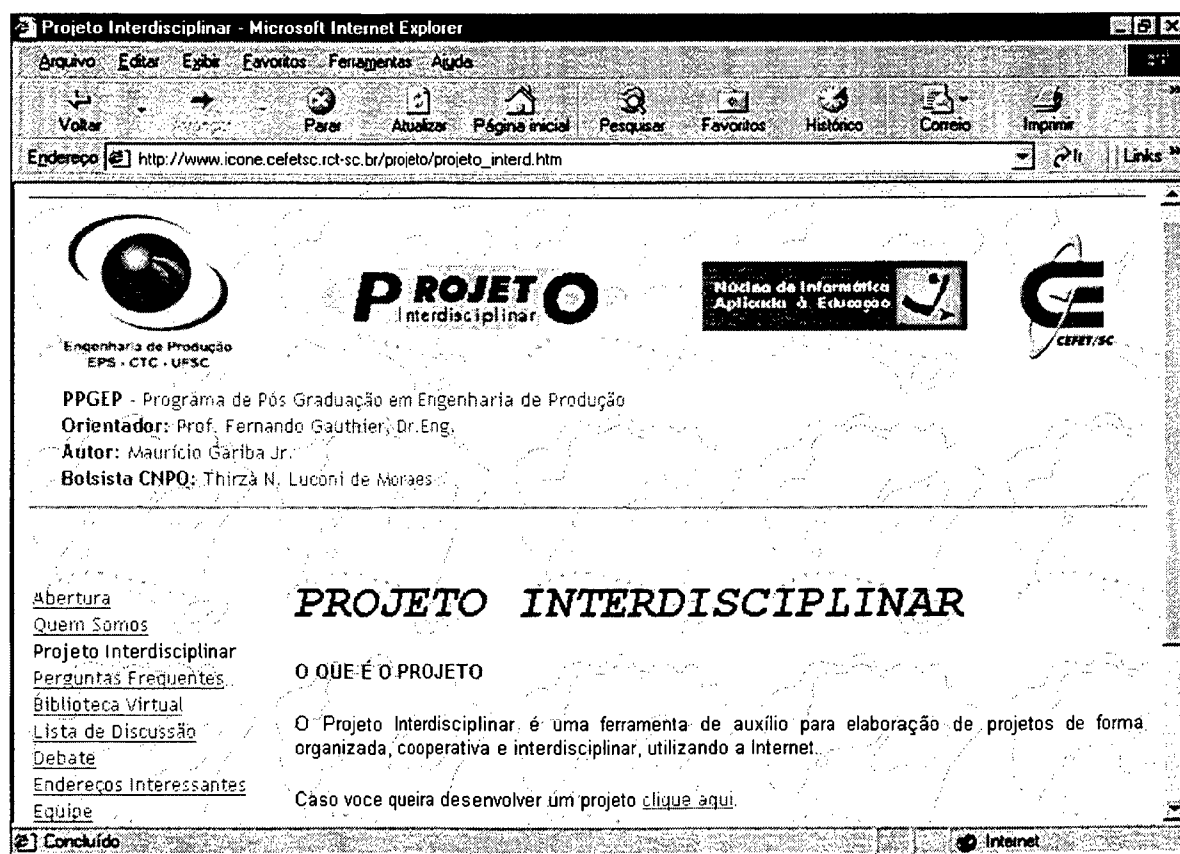 Projeto Interdisciplinar - Microsoft Internet Explorer
Arquivo Editar Exibir Favoritos Ferramentas Ajuda
Voltar Parar Atualizar Página inicial Pesquisar Favoritos Histórico Correio Imprimir
Endereço http://www.icone.cefetsc.rct-sc.br/projeto/projeto_interd.htm Ir Links
Engenharia de Produção
EPS - CTC - UFSC
PROJETO
Interdisciplinar
Núcleo de Informática
Aplicada à Educação
CEFET/SC
PPGEP - Programa de Pós Graduação em Engenharia de Produção
Orientador: Prof. Fernando Gauthier, Dr.Eng.
Autor: Maurício Gariba Jr.
Bolsista CNPQ: Thirzà N. Luconi de Moraes
Abertura
Quem Somos
Projeto Interdisciplinar
Perguntas Frequentes
Biblioteca Virtual
Lista de Discussão
Debate
Endereços Interessantes
Equipe
PROJETO INTERDISCIPLINAR
O QUE É O PROJETO
O Projeto Interdisciplinar é uma ferramenta de auxílio para elaboração de projetos de forma
organizada, cooperativa e interdisciplinar, utilizando a Internet.
Caso voce queira desenvolver um projeto clique aqui.
Concluído Internet